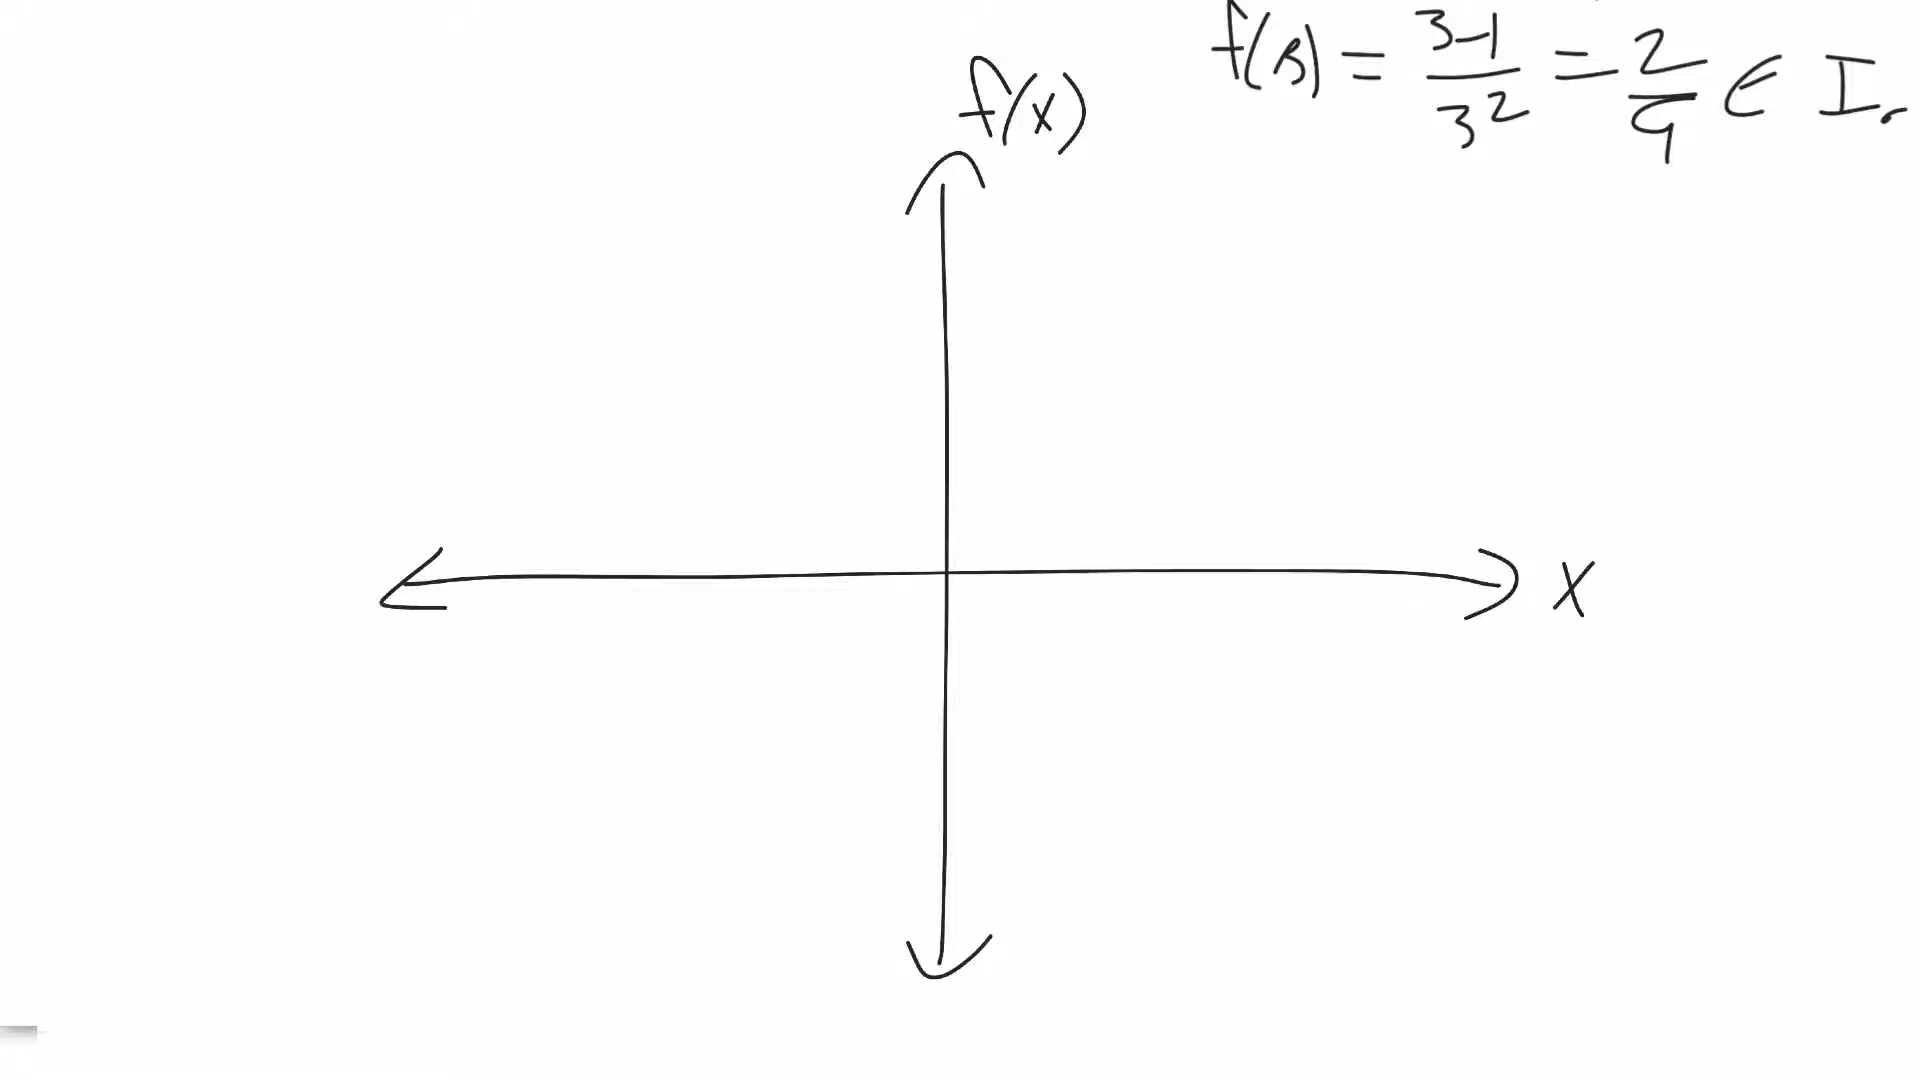 f(3) = 3-1/3² = 2/9 ∈ I.
f(x)
x